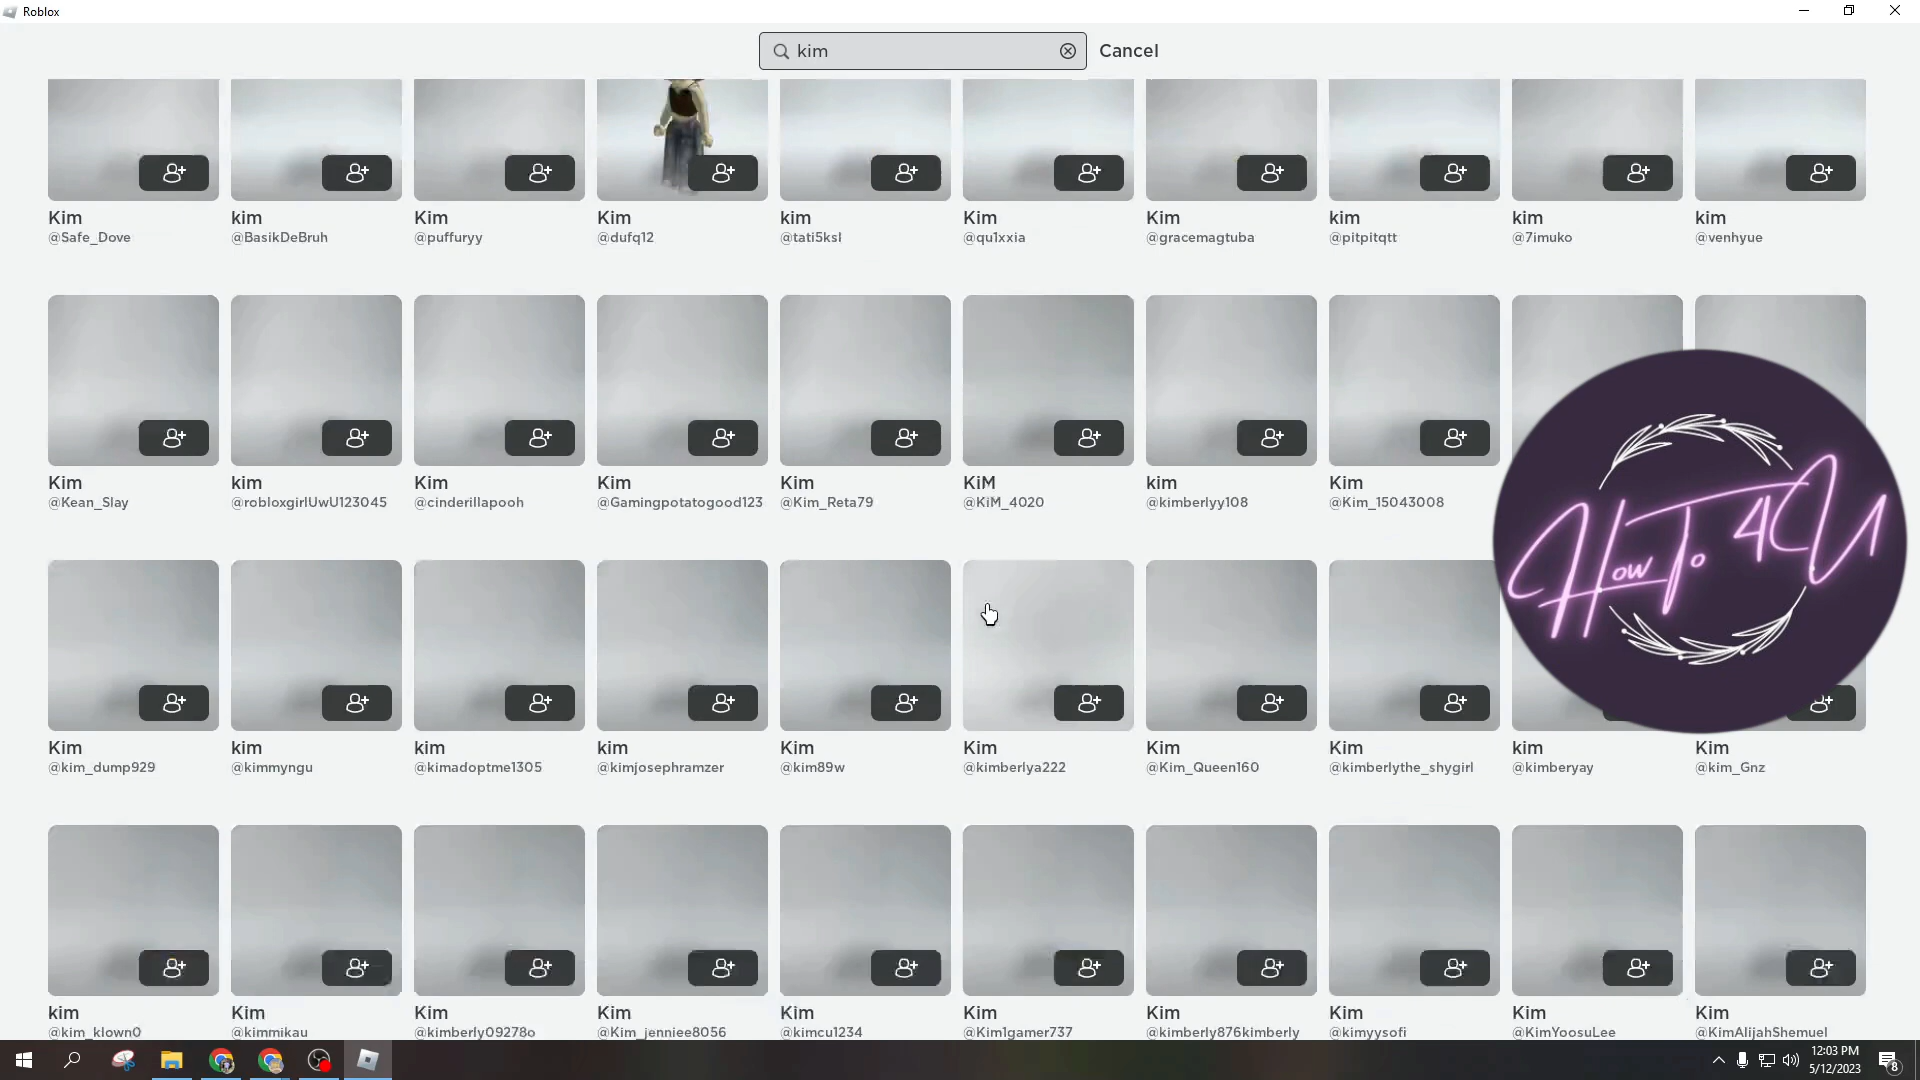 Roblox
kim
Cancel
Kim kim Kim Kim kim Kim Kim kim kim kim
@Safe_Dove @BasikDeBruh @puffuryy @dufq12 @tati5ksl @qu1xxia @gracemagtuba @pitpitqtt @7imuko @venhyue
Kim kim Kim Kim Kim KiM kim Kim
@Kean_Slay @robloxgirlUwU123045 @cinderillapooh @Gamingpotatogood123 @Kim_Reta79 @KiM_4020 @kimberlyy108 @Kim_15043008
How To 4U
Kim kim kim kim Kim Kim Kim Kim kim Kim
@kim_dump929 @kimmyngu @kimadoptme1305 @kimjosephramzer @kim89w @kimberlya222 @Kim_Queen160 @kimberlythe_shygirl @kimberyay @kim_Gnz
kim Kim Kim Kim Kim Kim Kim Kim Kim Kim
@kim_klown0 @kimmikau @kimberly09278o @Kim_jenniee8056 @kimcu1234 @Kim1gamer737 @kimberly876kimberly @kimyysofi @KimYoosuLee @KimAlijahShemuel
12:03 PM
5/12/2023
8